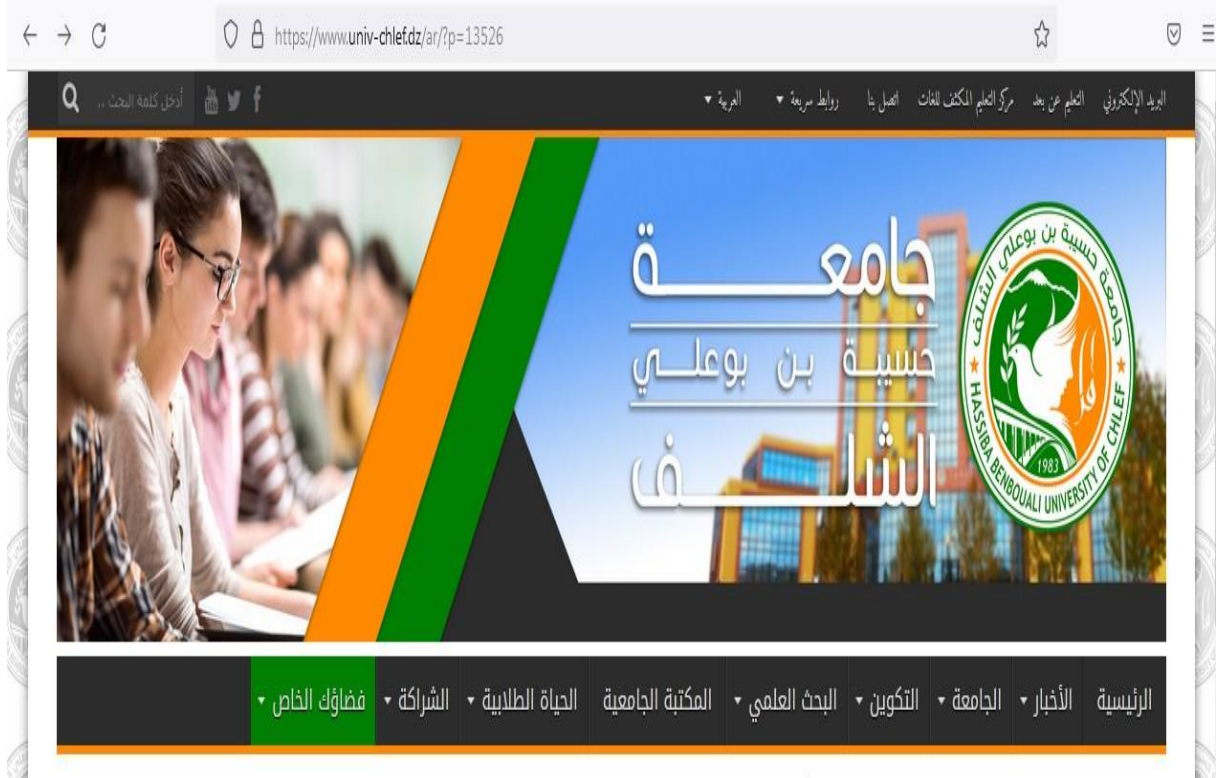 https://www.univ-chlef.dz/ar/?p=13526
البريد الإلكتروني التعليم عن بعد مركز التعليم المكثف للغات اتصل بنا روابط سريعة العربية
أدخل كلمة البحث ..
جامعة
حسيبة بن بوعلي
الشلف
جامعة حسيبة بن بوعلي الشلف
HASSIBA BENBOUALI UNIVERSITY OF CHLEF
1983
الرئيسية الأخبار الجامعة التكوين البحث العلمي المكتبة الجامعية الحياة الطلابية الشراكة فضاؤك الخاص